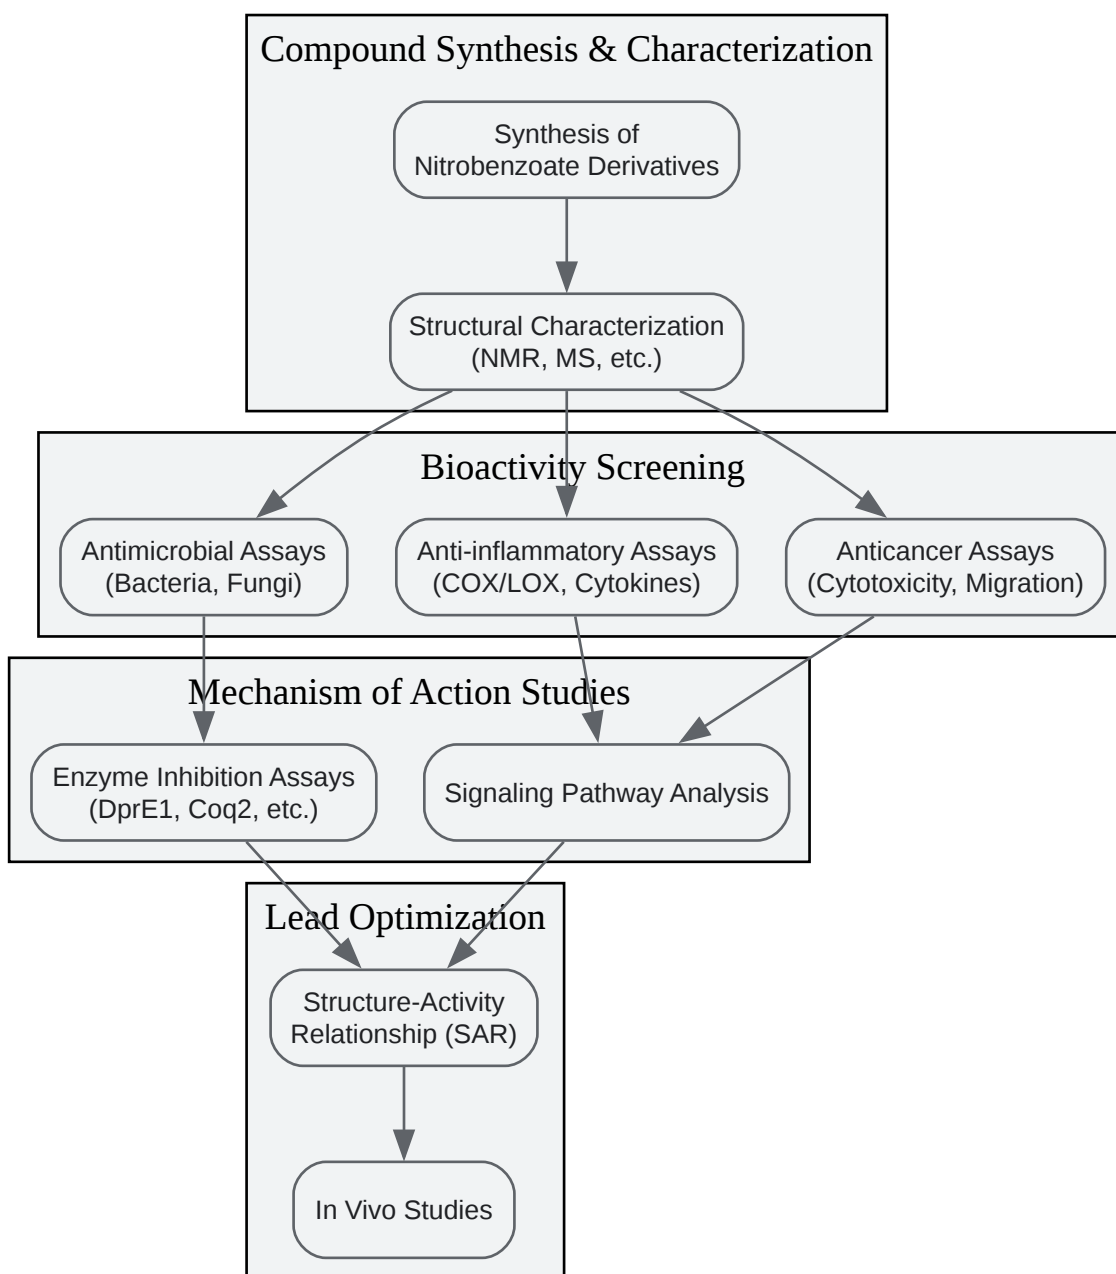 Compound Synthesis & Characterization
Synthesis of
Nitrobenzoate Derivatives
Structural Characterization
(NMR, MS, etc.)
Bioactivity Screening
Antimicrobial Assays
(Bacteria, Fungi)
Anti-inflammatory Assays
(COX/LOX, Cytokines)
Anticancer Assays
(Cytotoxicity, Migration)
Mechanism of Action Studies
Enzyme Inhibition Assays
(DprE1, Coq2, etc.)
Signaling Pathway Analysis
Lead Optimization
Structure-Activity
Relationship (SAR)
In Vivo Studies